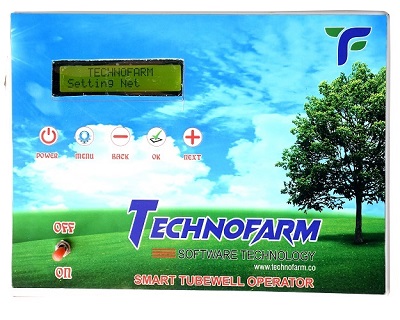 TECHNOFARM
Setting Net
POWER MENU BACK OK NEXT
OFF
ON
TECHNOFARM
SOFTWARE TECHNOLOGY
www.technofarm.co
SMART TUBEWELL OPERATOR